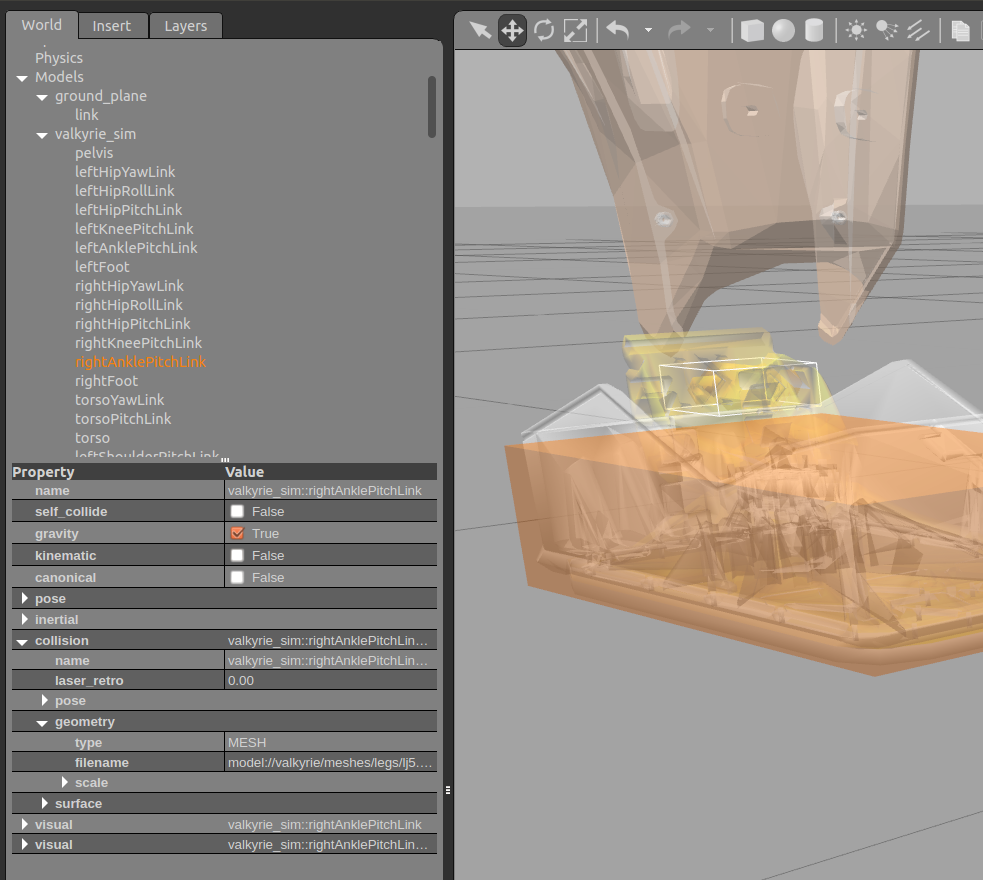 World Insert Layers
Physics
Models
ground_plane
link
valkyrie_sim
pelvis
leftHipYawLink
leftHipRollLink
leftHipPitchLink
leftKneePitchLink
leftAnklePitchLink
leftFoot
rightHipYawLink
rightHipRollLink
rightHipPitchLink
rightKneePitchLink
rightAnklePitchLink
rightFoot
torsoYawLink
torsoPitchLink
torso
leftShoulderPitchLink
Property Value
name valkyrie_sim::rightAnklePitchLink
self_collide False
gravity True
kinematic False
canonical False
pose
inertial
collision valkyrie_sim::rightAnklePitchLin...
name valkyrie_sim::rightAnklePitchLin...
laser_retro 0.00
pose
geometry
type MESH
filename model://valkyrie/meshes/legs/lj5....
scale
surface
visual valkyrie_sim::rightAnklePitchLink
visual valkyrie_sim::rightAnklePitchLin...